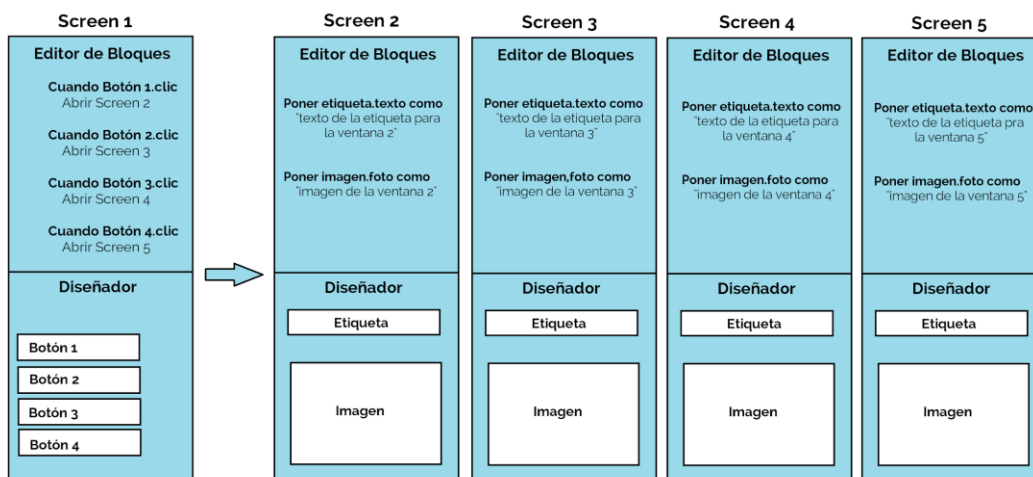 Screen 1
Editor de Bloques
Cuando Botón 1.clic
Abrir Screen 2
Cuando Botón 2.clic
Abrir Screen 3
Cuando Botón 3.clic
Abrir Screen 4
Cuando Botón 4.clic
Abrir Screen 5
Diseñador
Botón 1
Botón 2
Botón 3
Botón 4
Screen 2
Editor de Bloques
Poner etiqueta.texto como
"texto de la etiqueta para
la ventana 2"
Poner imagen.foto como
"imagen de la ventana 2"
Diseñador
Etiqueta
Imagen
Screen 3
Editor de Bloques
Poner etiqueta.texto como
"texto de la etiqueta para
la ventana 3"
Poner imagen,foto como
"imagen de la ventana 3"
Diseñador
Etiqueta
Imagen
Screen 4
Editor de Bloques
Poner etiqueta.texto como
"texto de la etiqueta para
la ventana 4"
Poner imagen.foto como
"imagen de la ventana 4"
Diseñador
Etiqueta
Imagen
Screen 5
Editor de Bloques
Poner etiqueta.texto como
"texto de la etiqueta pra
la ventana 5"
Poner imagen.foto como
"imagen de la ventana 5"
Diseñador
Etiqueta
Imagen